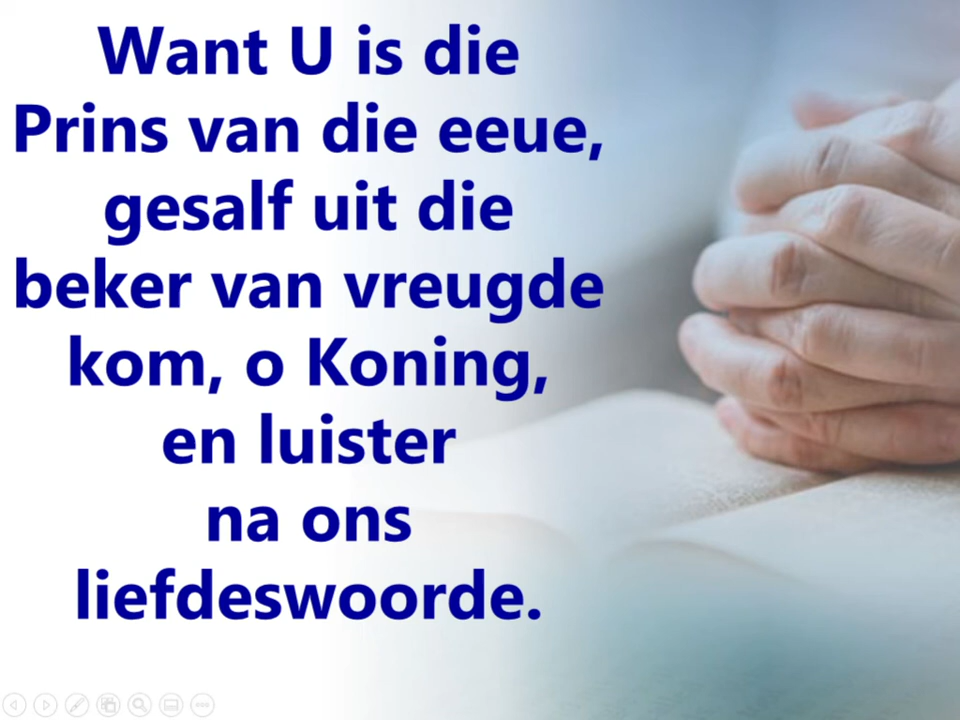 Want U is die
Prins van die eeue,
gesalf uit die
beker van vreugde
kom, o Koning,
en luister
na ons
liefdeswoorde.